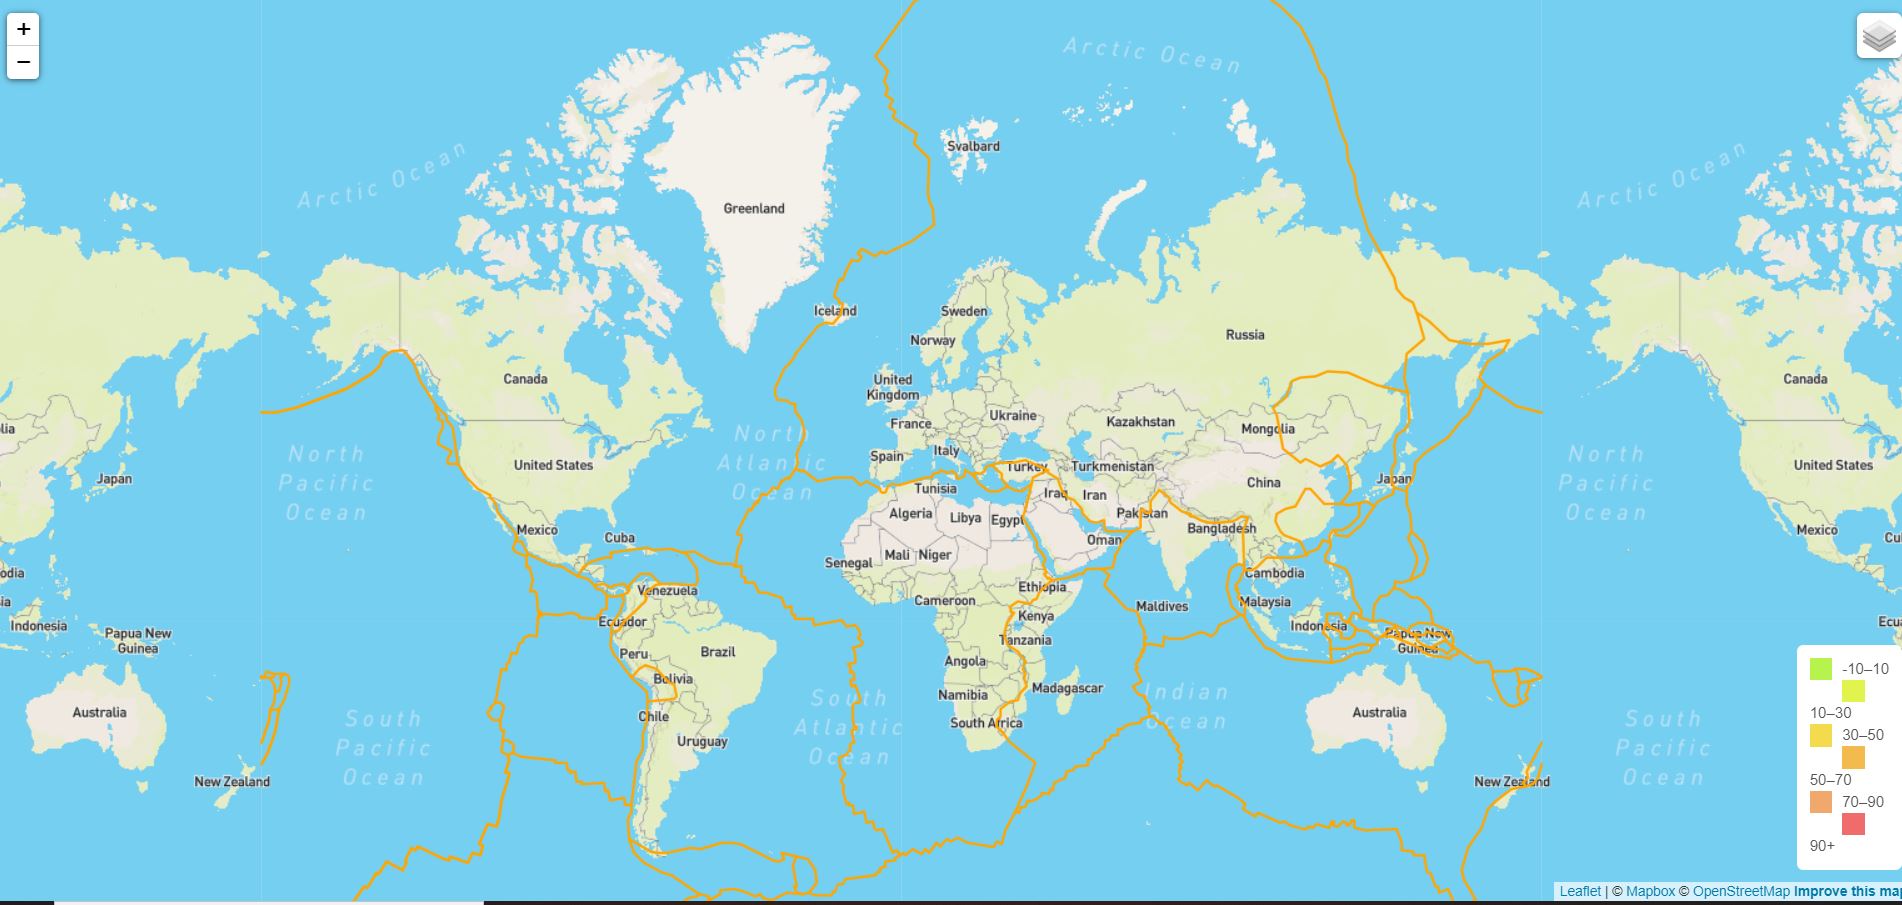 +
−
Arctic Ocean
Svalbard
Arctic Ocean
Arctic Ocean
Greenland
Iceland
Sweden
Norway
Russia
Canada
United
Kingdom
Ukraine
France
Kazakhstan
Mongolia
Canada
North
Pacific
Ocean
North
Atlantic
Ocean
Italy
Spain
Turkey
Turkmenistan
United States
Japan
Tunisia
Iraq
Iran
China
Japan
North
Pacific
Ocean
United States
Mexico
Algeria
Libya
Egypt
Pakistan
Bangladesh
Mexico
Cuba
Mali
Niger
Oman
Senegal
Cambodia
Venezuela
Cameroon
Ethiopia
Malaysia
Maldives
Ecuador
Kenya
Indonesia
Indonesia
Papua New
Guinea
Tanzania
Papua New
Guinea
Peru
Brazil
Angola
Bolivia
Namibia
Madagascar
Indian
Ocean
Australia
Chile
South Africa
Australia
South
Pacific
Ocean
South
Atlantic
Ocean
Uruguay
South
Pacific
Ocean
New Zealand
New Zealand
-10–10
10–30
30–50
50–70
70–90
90+
Leaflet | © Mapbox © OpenStreetMap Improve this map